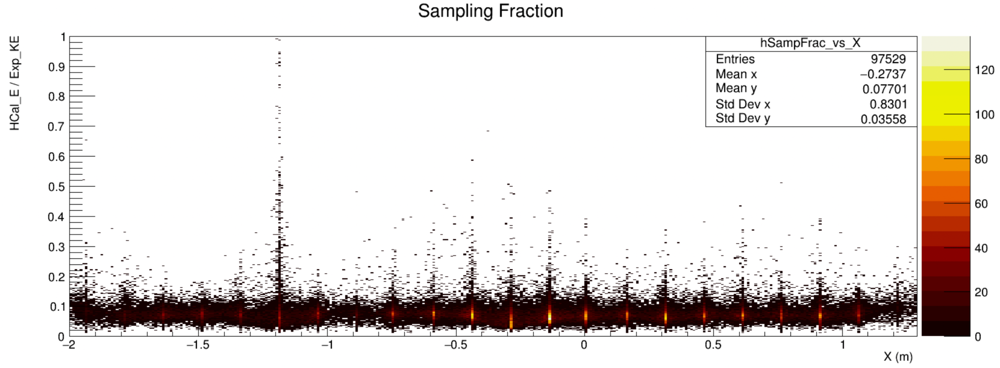 Sampling Fraction
HCal_E / Exp_KE
1
0.9
0.8
0.7
0.6
0.5
0.4
0.3
0.2
0.1
0
hSampFrac_vs_X
Entries 97529
Mean x −0.2737
Mean y 0.07701
Std Dev x 0.8301
Std Dev y 0.03558
120
100
80
60
40
20
0
−2 −1.5 −1 −0.5 0 0.5 1
X (m)